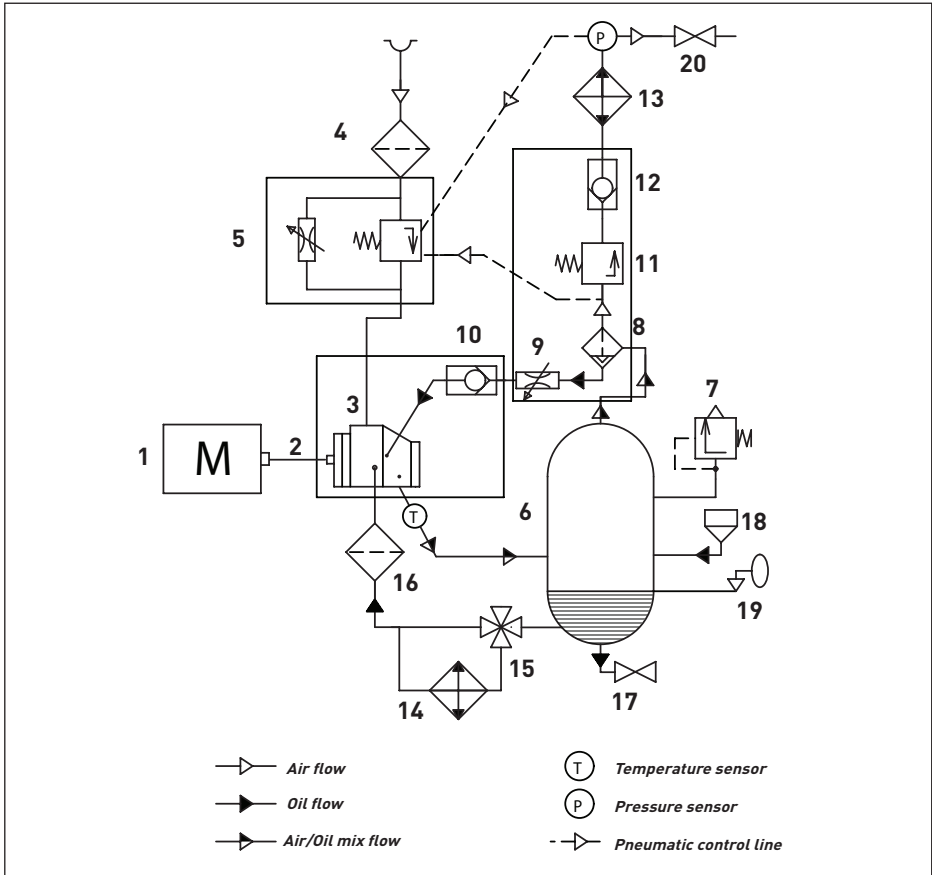 P
20
13
4
12
5
11
8
10
9
7
3
1
M
2
6
18
T
16
19
15
14
17
Air flow
T
Temperature sensor
Oil flow
P
Pressure sensor
Air/Oil mix flow
Pneumatic control line